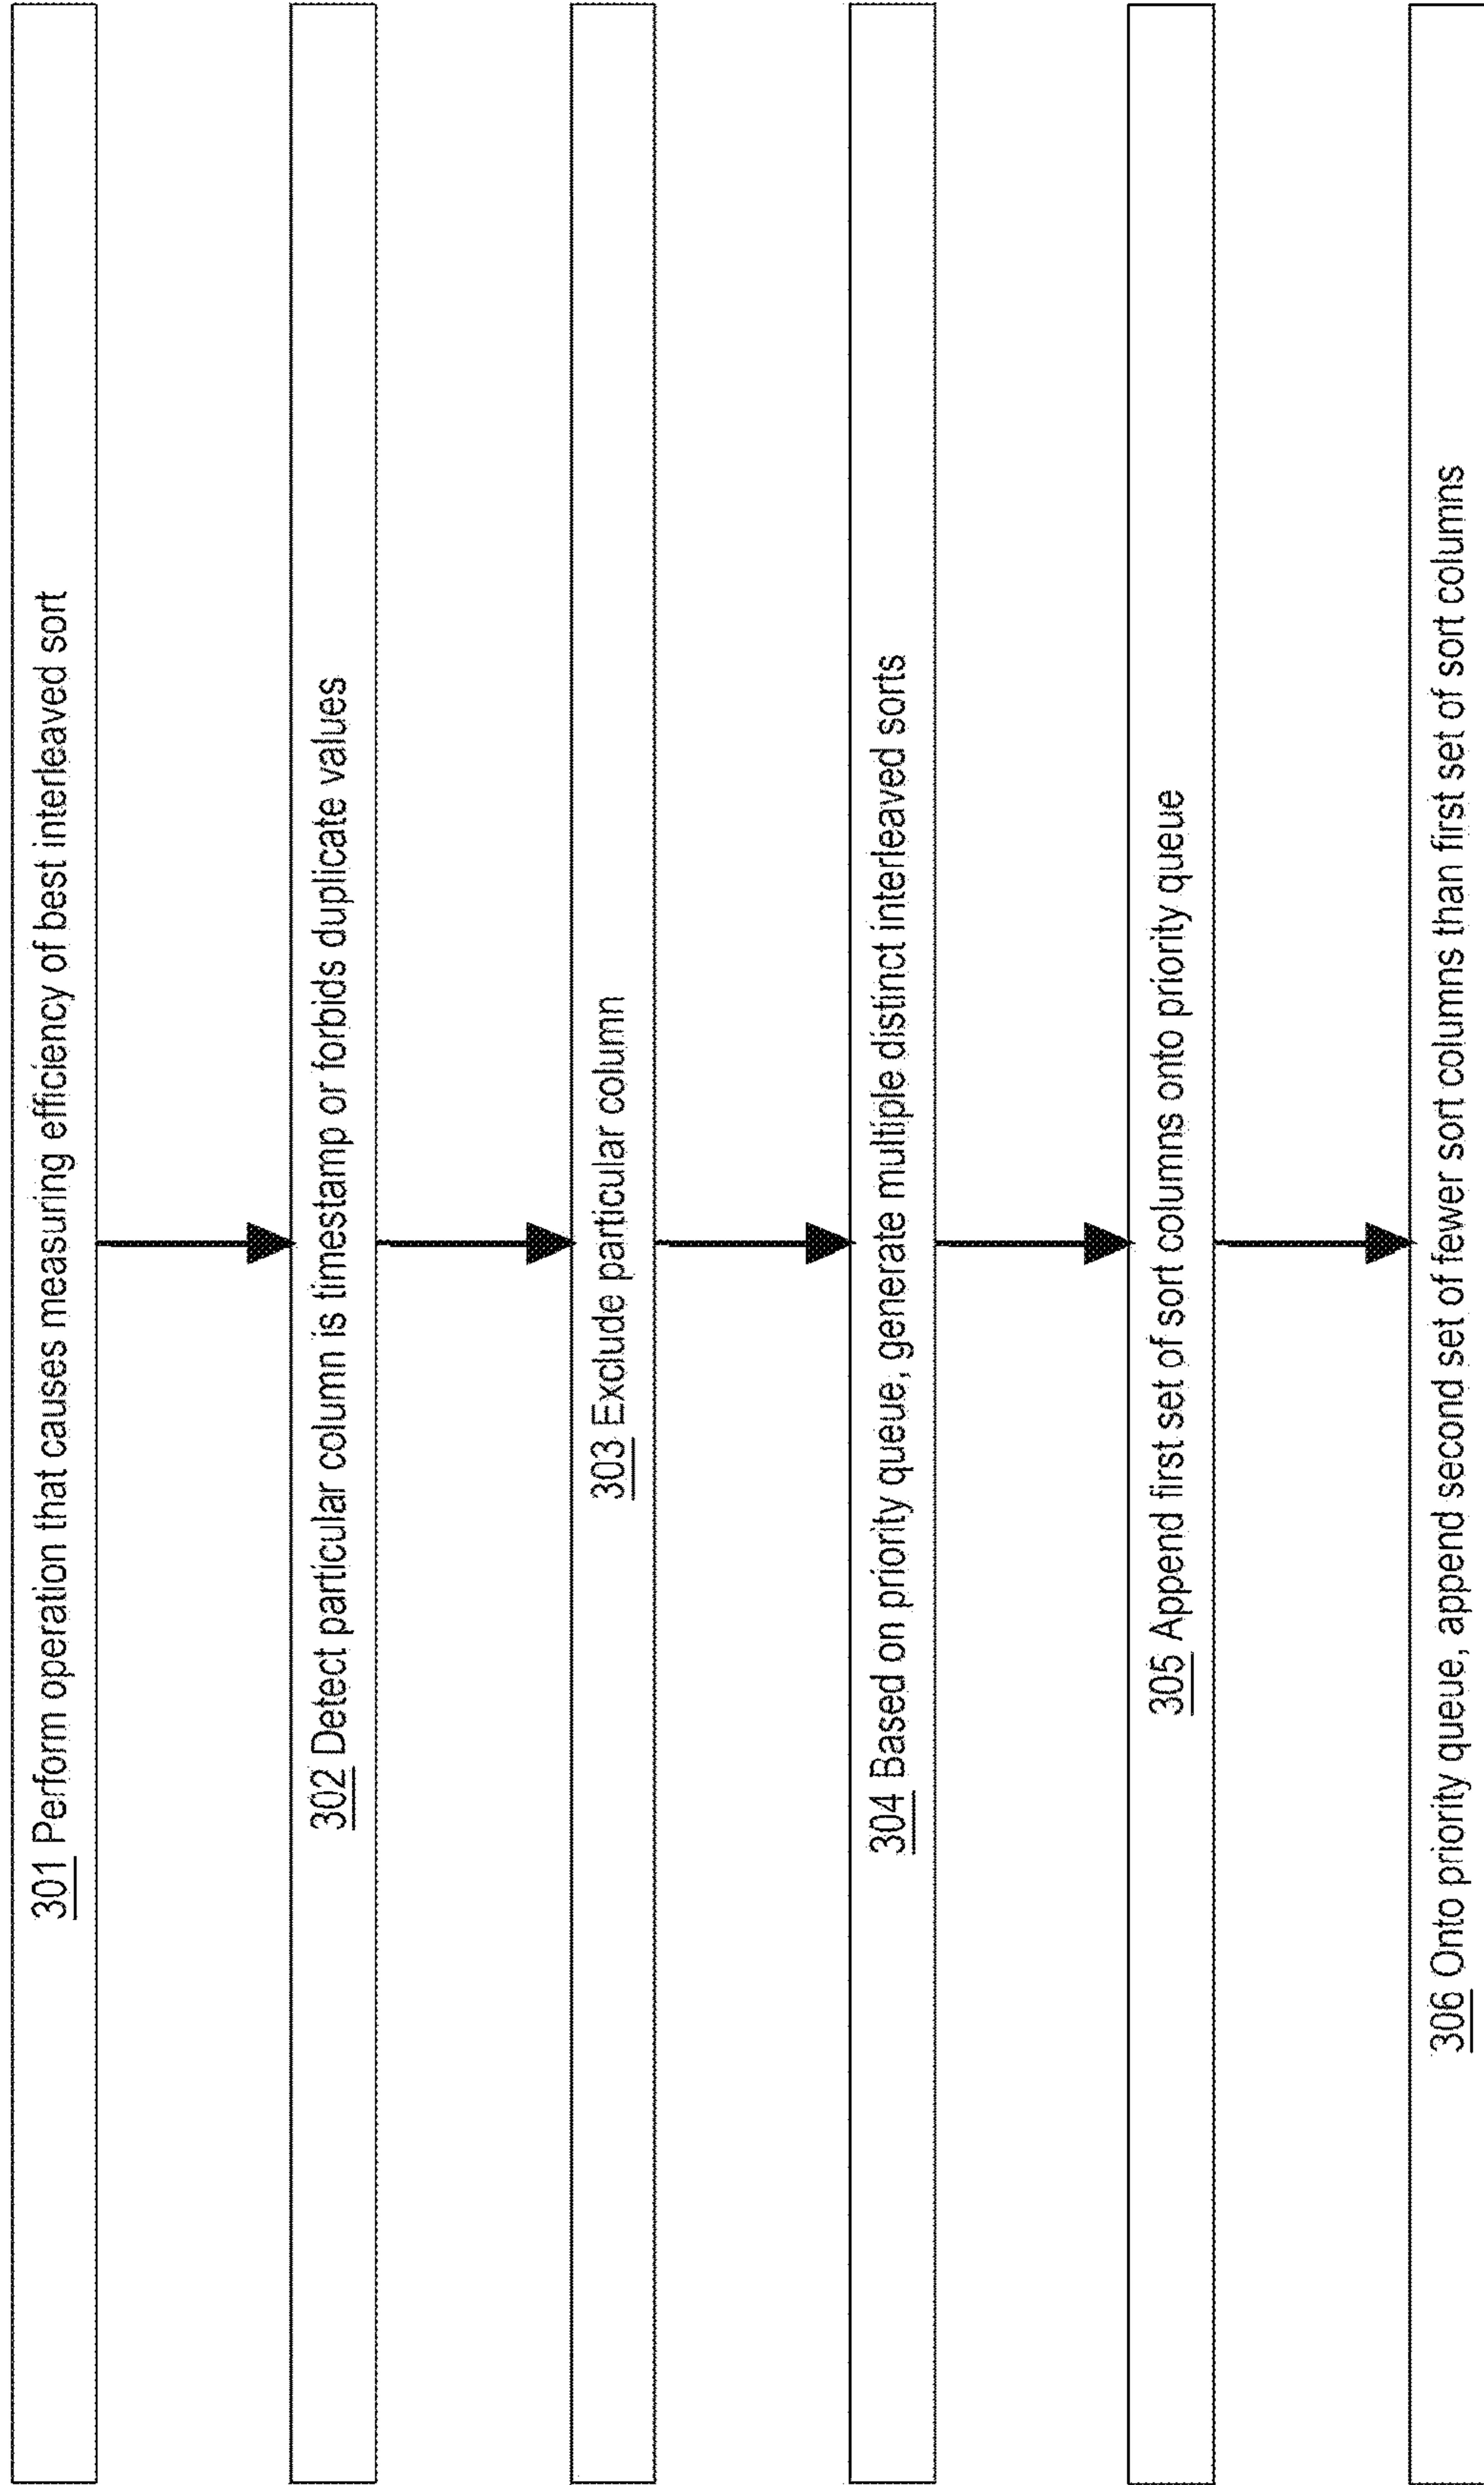 301 Perform operation that causes measuring efficiency of best interleaved sort
302 Detect particular column is timestamp or forbids duplicate values
303 Exclude particular column
304 Based on priority queue, generate multiple distinct interleaved sorts
305 Append first set of sort columns onto priority queue
306 Onto priority queue, append second set of fewer sort columns than first set of sort columns